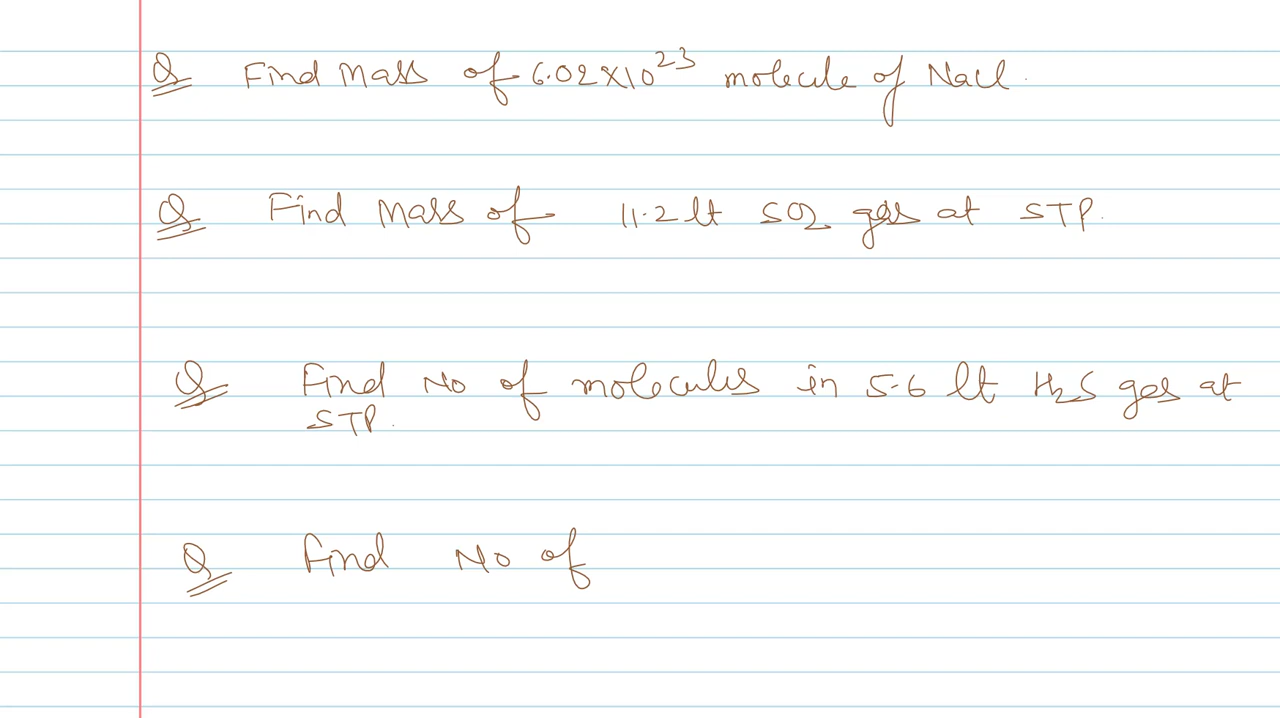 Q Find Mass of 6.02×10²³ molecule of NaCl.
Q Find Mass of 11.2 lt SO₂ gas at STP.
Q Find No of molecules in 5.6 lt H₂S gas at
STP.
Q Find No of